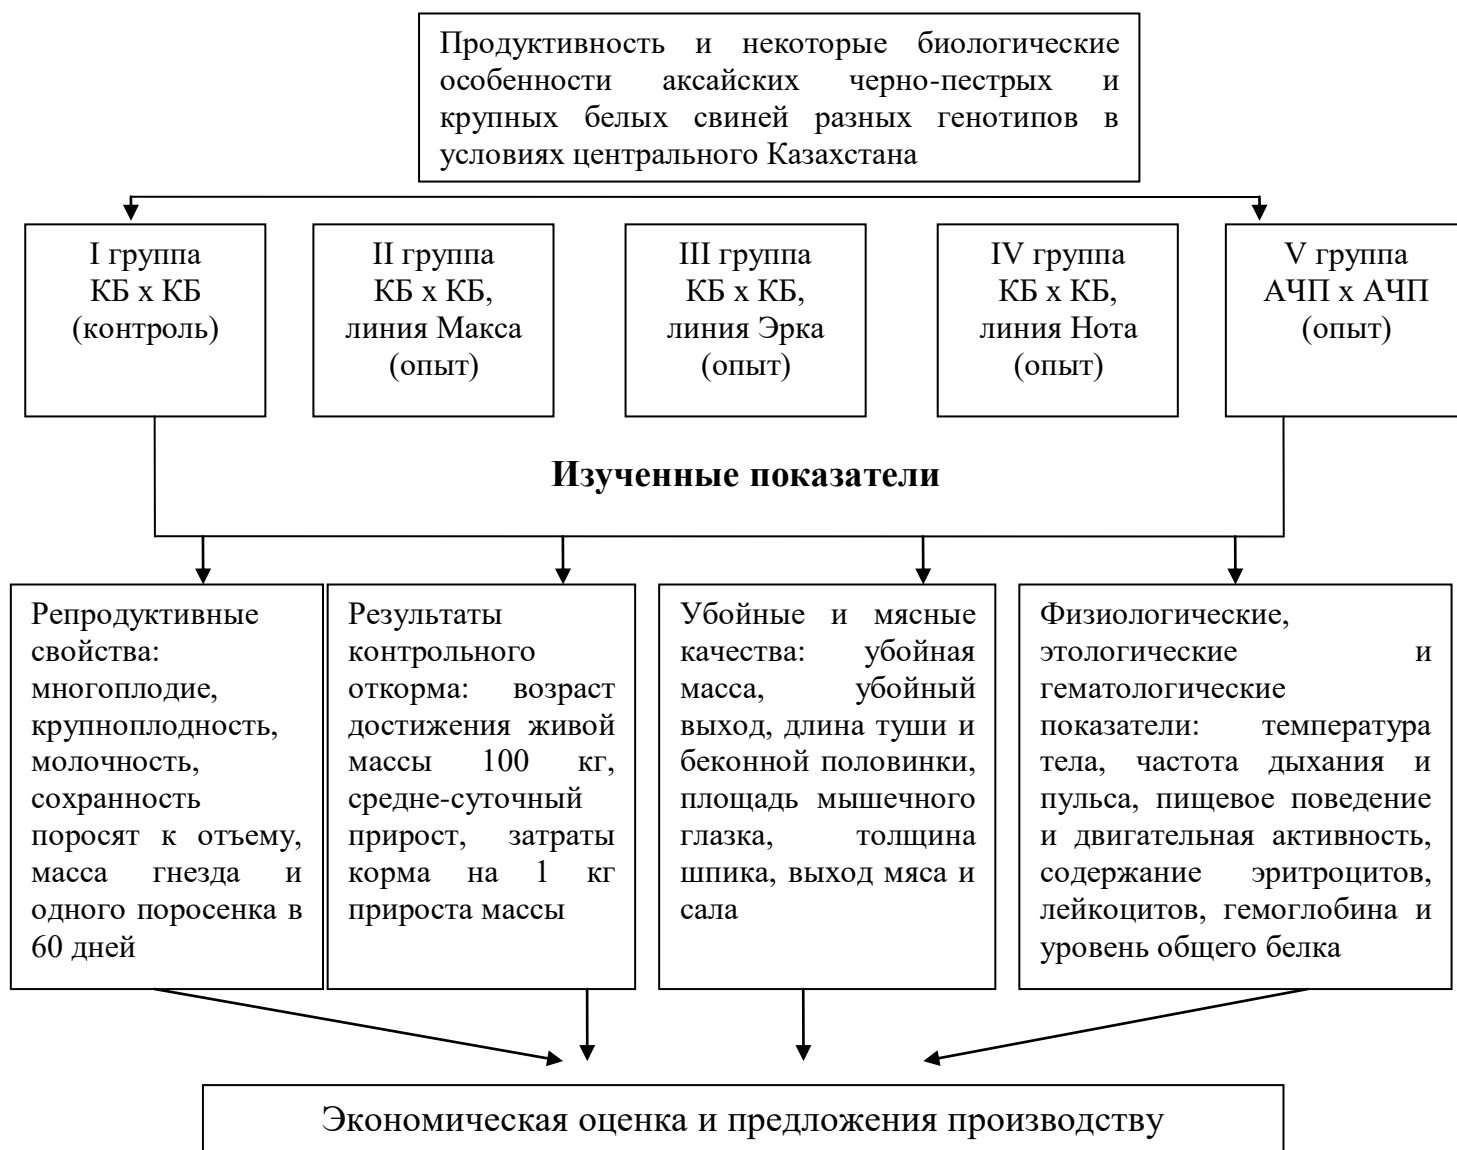 Продуктивность и некоторые биологические
особенности аксайских черно-пестрых и
крупных белых свиней разных генотипов в
условиях центрального Казахстана
I группа
КБ х КБ
(контроль)
II группа
КБ х КБ,
линия Макса
(опыт)
III группа
КБ х КБ,
линия Эрка
(опыт)
IV группа
КБ х КБ,
линия Нота
(опыт)
V группа
АЧП х АЧП
(опыт)
Изученные показатели
Репродуктивные
свойства:
многоплодие,
крупноплодность,
молочность,
сохранность
поросят к отъему,
масса гнезда и
одного поросенка в
60 дней
Результаты
контрольного
откорма: возраст
достижения живой
массы 100 кг,
средне-суточный
прирост, затраты
корма на 1 кг
прироста массы
Убойные и мясные
качества: убойная
масса, убойный
выход, длина туши и
беконной половинки,
площадь мышечного
глазка, толщина
шпика, выход мяса и
сала
Физиологические,
этологические и
гематологические
показатели: температура
тела, частота дыхания и
пульса, пищевое поведение
и двигательная активность,
содержание эритроцитов,
лейкоцитов, гемоглобина и
уровень общего белка
Экономическая оценка и предложения производству